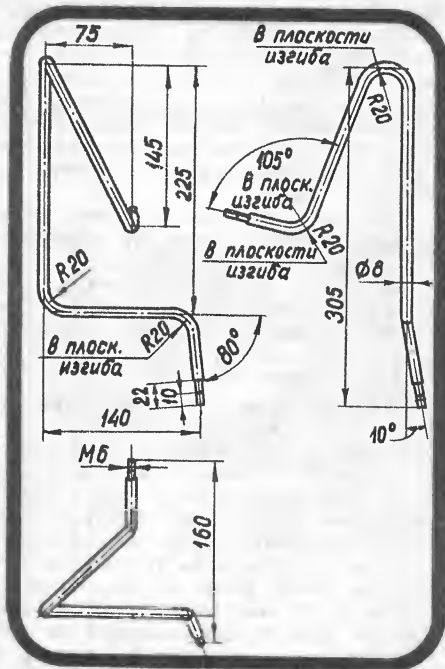 75
145
225
R20
R20
В плоск.
изгиба
80°
22
10
140
В плоскости
изгиба
R20
105°
В плоск.
изгиба
R20
В плоскости
изгиба
305
Ø8
10°
М6
160